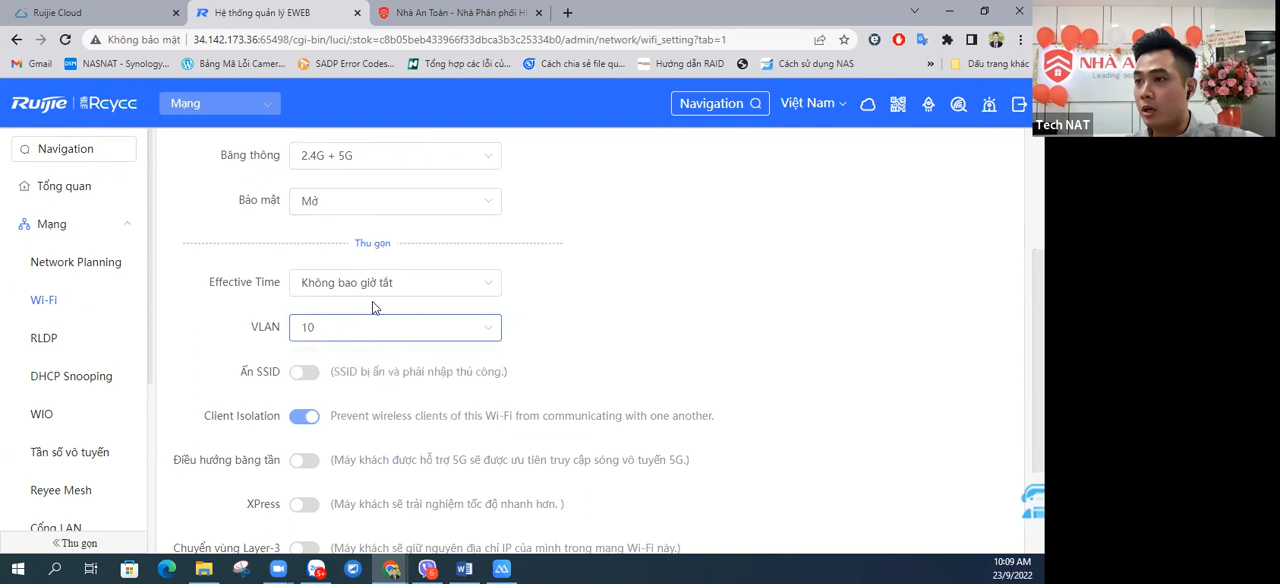 Ruijie Cloud
Hệ thống quản lý EWEB
Nhà An Toàn - Nhà Phân phối H
Không bảo mật
34.142.173.36:65498/cgi-bin/luci/;stok=c8b05beb433966f33dbca3b3c25334b0/admin/network/wifi_setting?tab=1
Gmail
NASNAT - Synology...
Bảng Mã Lỗi Camer...
SADP Error Codes...
Tổng hợp các lỗi củ...
Cách chia sẻ file qu...
Hướng dẫn RAID
Cách sử dụng NAS
»
Dấu trang khác
Ruijie Rcycc
Mạng
Navigation
Việt Nam
Navigation
Tổng quan
Mạng
Network Planning
Wi-Fi
RLDP
DHCP Snooping
WIO
Tần số vô tuyến
Reyee Mesh
Cổng LAN
«Thu gọn
Băng thông
2.4G + 5G
Bảo mật
Mở
Thu gọn
Effective Time
Không bao giờ tắt
VLAN
10
Ẩn SSID
(SSID bị ẩn và phải nhập thủ công.)
Client Isolation
Prevent wireless clients of this Wi-Fi from communicating with one another.
Điều hướng băng tần
(Máy khách được hỗ trợ 5G sẽ được ưu tiên truy cập sóng vô tuyến 5G.)
XPress
(Máy khách sẽ trải nghiệm tốc độ nhanh hơn. )
Chuyển vùng Layer-3
(Máy khách sẽ giữ nguyên địa chỉ IP của mình trong mạng Wi-Fi này.)
NHÀ A
Leading se
Tech NAT
10:09 AM
23/9/2022